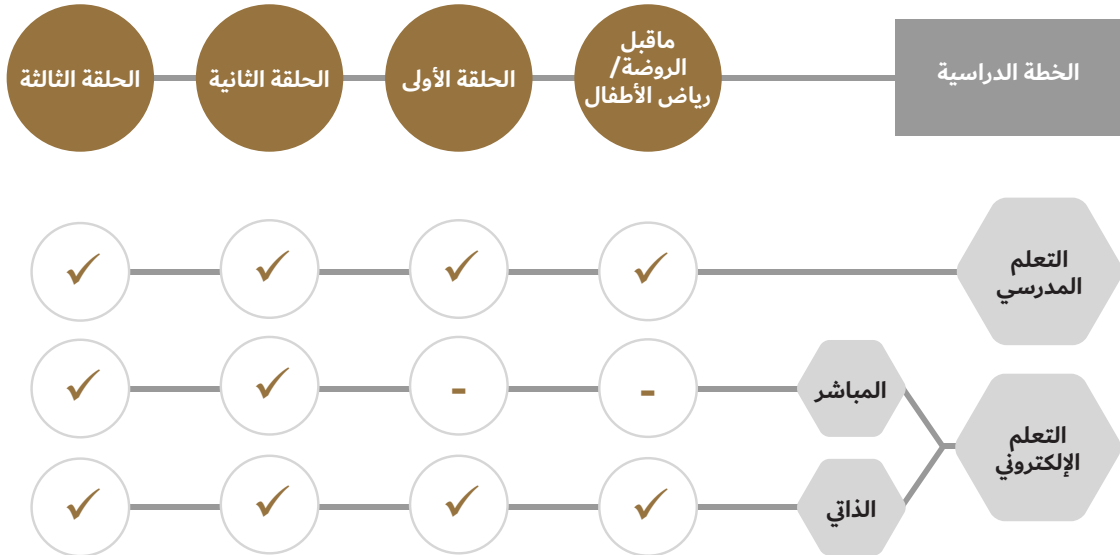 الخطة الدراسية
ماقبل
الروضة/
رياض الأطفال
الحلقة الأولى
الحلقة الثانية
الحلقة الثالثة
التعلم
المدرسي
✓ ✓ ✓ ✓
التعلم
الإلكتروني
المباشر
- - ✓ ✓
الذاتي
✓ ✓ ✓ ✓